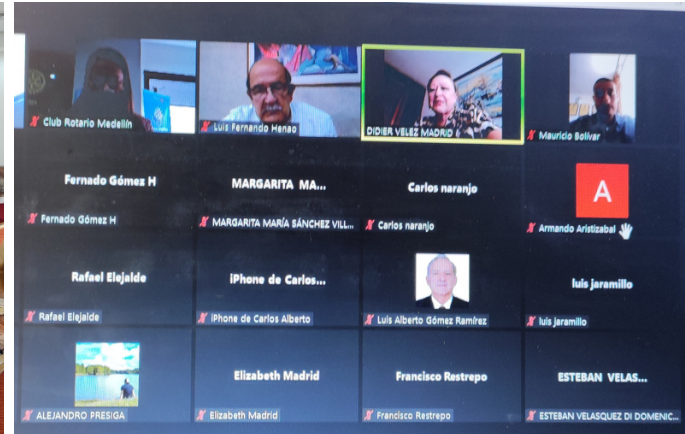 Club Rotario Medellín
Luis Fernando Henao
DIDIER VELEZ MADRID
Mauricio Bolívar
Fernado Gómez H
MARGARITA MA...
Carlos naranjo
A
Fernado Gómez H
MARGARITA MARÍA SÁNCHEZ VILL...
Carlos naranjo
Armando Aristizabal
Rafael Elejalde
iPhone de Carlos...
luis jaramillo
Rafael Elejalde
iPhone de Carlos Alberto
Luis Alberto Gómez Ramírez
luis jaramillo
Elizabeth Madrid
Francisco Restrepo
ESTEBAN VELAS...
ALEJANDRO PRESIGA
Elizabeth Madrid
Francisco Restrepo
ESTEBAN VELASQUEZ DI DOMENIC...